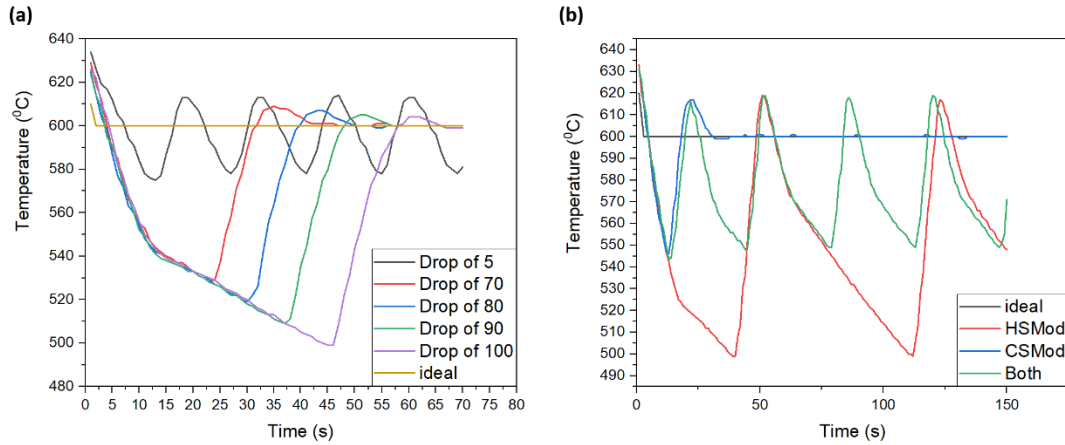 (a)
640
620
600
580
560
540
520
500
480
Temperature (⁰C)
0 5 10 15 20 25 30 35 40 45 50 55 60 65 70 75 80
Time (s)
Drop of 5
Drop of 70
Drop of 80
Drop of 90
Drop of 100
ideal
(b)
640
630
620
610
600
590
580
570
560
550
540
530
520
510
500
490
Temperature (⁰C)
0 50 100 150
Time (s)
ideal
HSMod
CSMod
Both